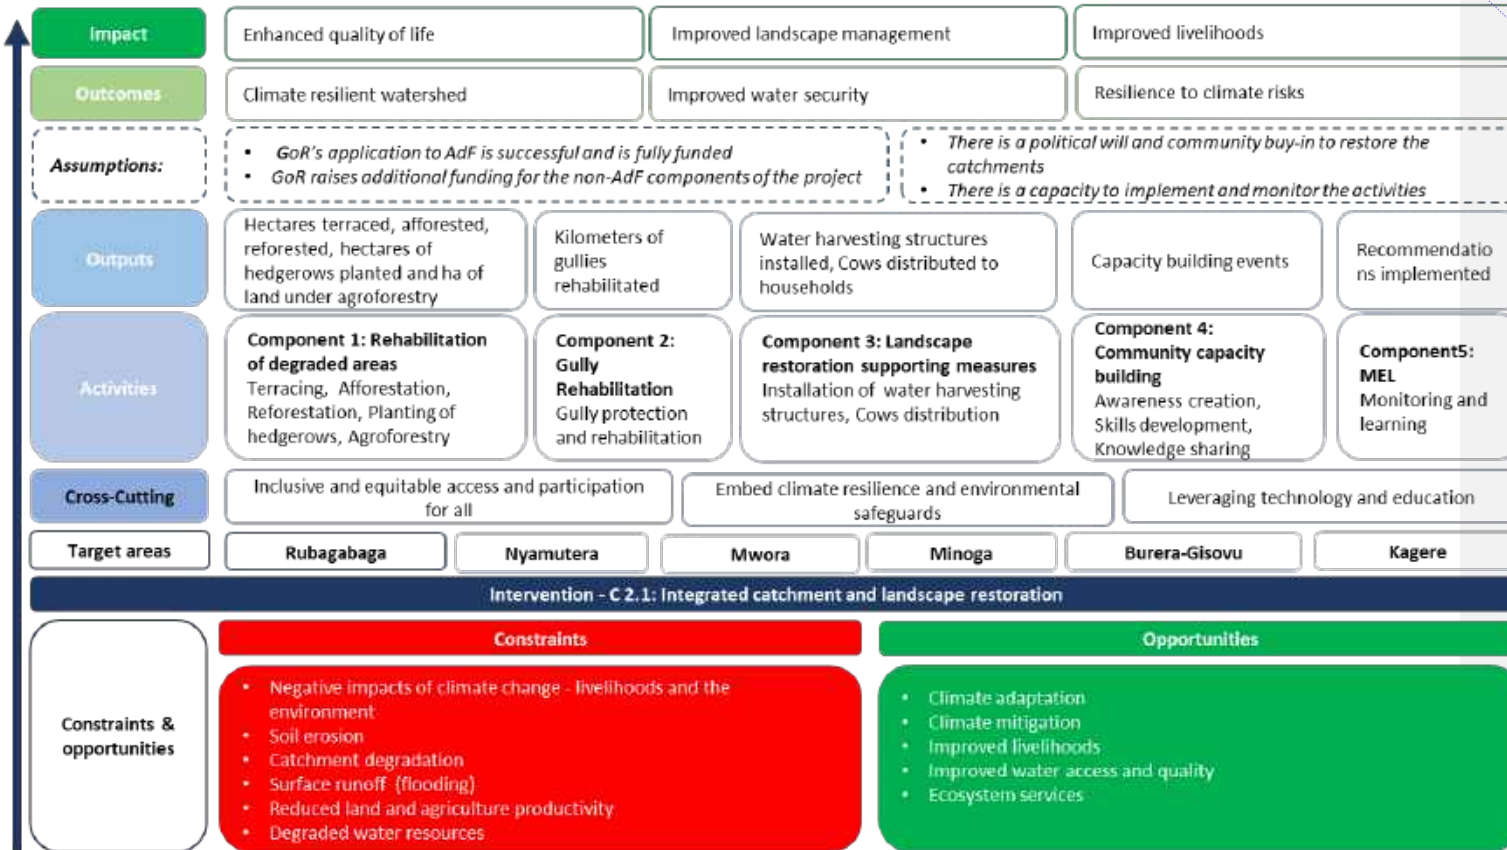 Impact
Enhanced quality of life
Improved landscape management
Improved livelihoods
Outcomes
Climate resilient watershed
Improved water security
Resilience to climate risks
Assumptions:
• GoR's application to AdF is successful and is fully funded
• GoR raises additional funding for the non-AdF components of the project
• There is a political will and community buy-in to restore the
catchments
• There is a capacity to implement and monitor the activities
Outputs
Hectares terraced, afforested,
reforested, hectares of
hedgerows planted and ha of
land under agroforestry
Kilometers of
gullies
rehabilitated
Water harvesting structures
installed, Cows distributed to
households
Capacity building events
Recommendatio
ns implemented
Activities
Component 1: Rehabilitation
of degraded areas
Terracing, Afforestation,
Reforestation, Planting of
hedgerows, Agroforestry
Component 2:
Gully
Rehabilitation
Gully protection
and rehabilitation
Component 3: Landscape
restoration supporting measures
Installation of water harvesting
structures, Cows distribution
Component 4:
Community capacity
building
Awareness creation,
Skills development,
Knowledge sharing
Component5:
MEL
Monitoring and
learning
Cross-Cutting
Inclusive and equitable access and participation
for all
Embed climate resilience and environmental
safeguards
Leveraging technology and education
Target areas
Rubagabaga
Nyamutera
Mwora
Minoga
Burera-Gisovu
Kagere
Intervention - C 2.1: Integrated catchment and landscape restoration
Constraints &
opportunities
Constraints
• Negative impacts of climate change - livelihoods and the
environment
• Soil erosion
• Catchment degradation
• Surface runoff (flooding)
• Reduced land and agriculture productivity
• Degraded water resources
Opportunities
• Climate adaptation
• Climate mitigation
• Improved livelihoods
• Improved water access and quality
• Ecosystem services